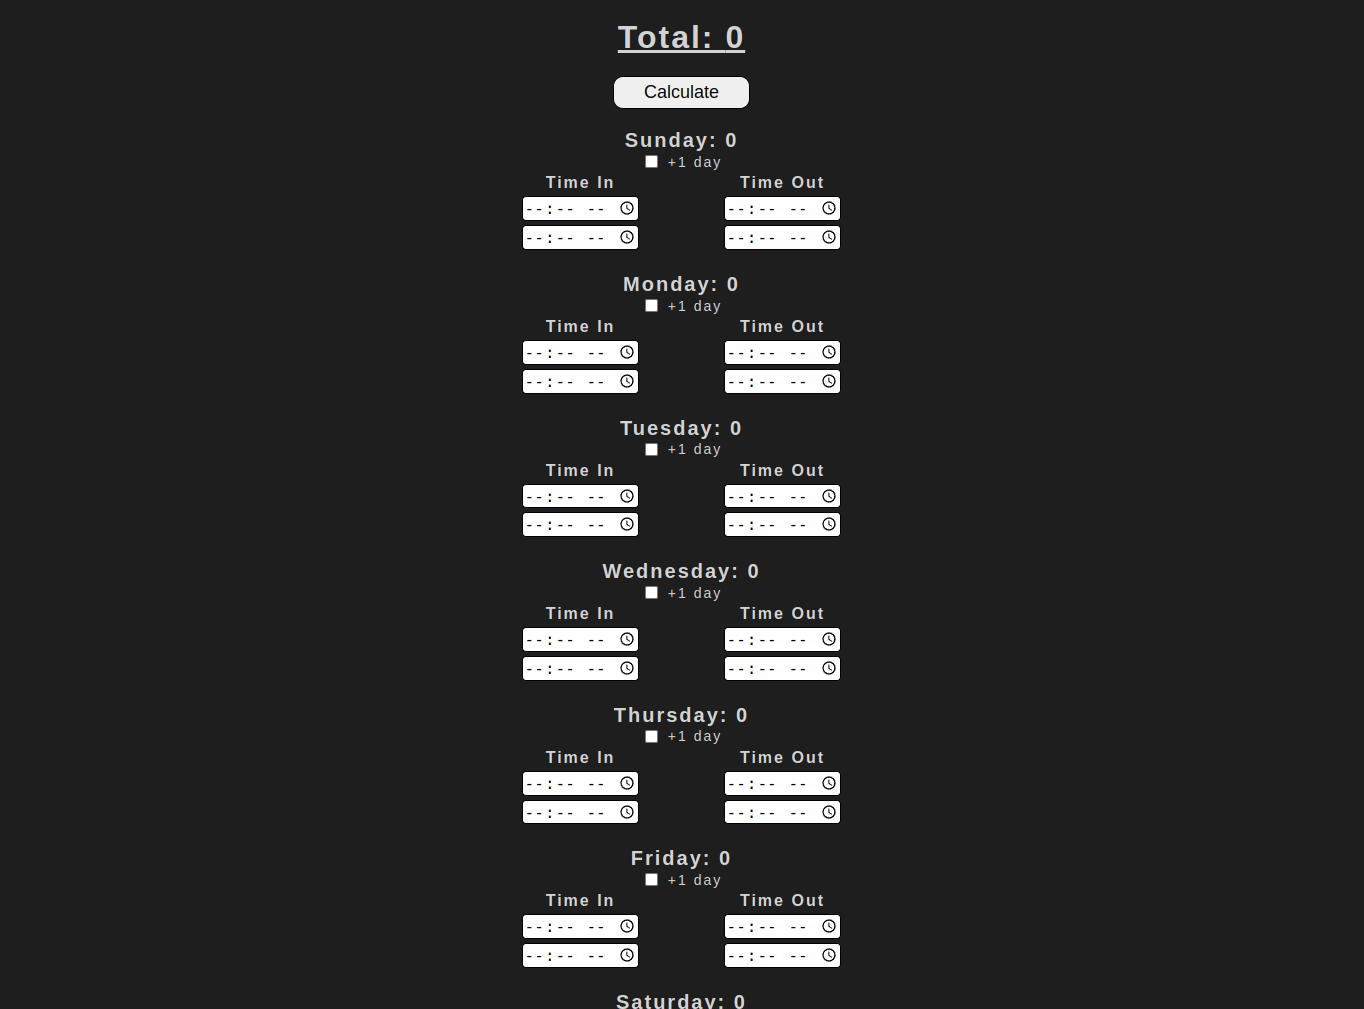 Total: 0
Calculate
Sunday: 0
+1 day
Time In Time Out
--:-- -- --:-- --
--:-- -- --:-- --
Monday: 0
+1 day
Time In Time Out
--:-- -- --:-- --
--:-- -- --:-- --
Tuesday: 0
+1 day
Time In Time Out
--:-- -- --:-- --
--:-- -- --:-- --
Wednesday: 0
+1 day
Time In Time Out
--:-- -- --:-- --
--:-- -- --:-- --
Thursday: 0
+1 day
Time In Time Out
--:-- -- --:-- --
--:-- -- --:-- --
Friday: 0
+1 day
Time In Time Out
--:-- -- --:-- --
--:-- -- --:-- --
Saturday: 0